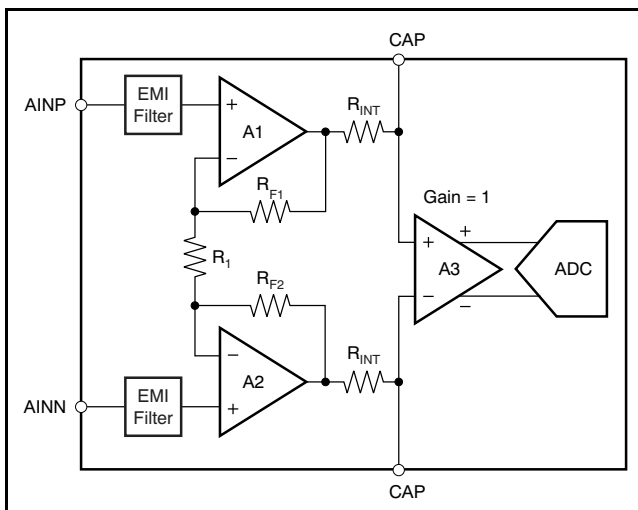 CAP
AINP
EMI
Filter
+
A1
−
R_INT
R_F1
Gain = 1
R_1
+
+
A3
ADC
−
−
R_F2
R_INT
−
A2
+
AINN
EMI
Filter
CAP